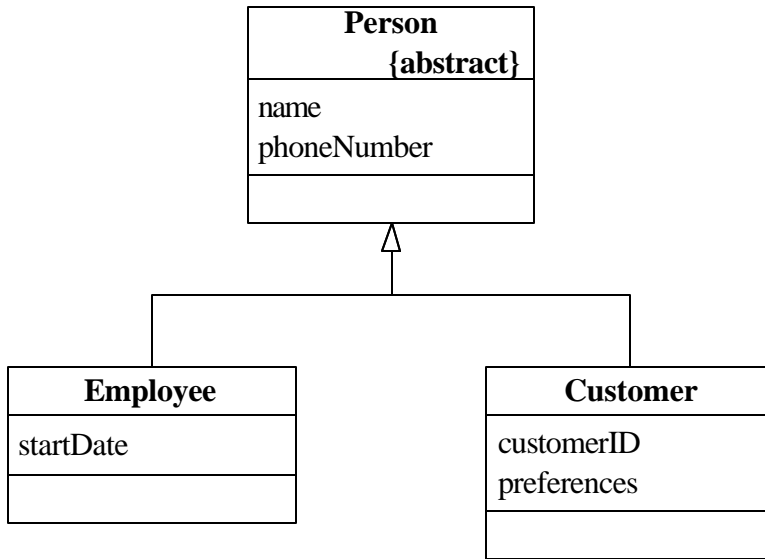 Person
{abstract}
name
phoneNumber
Employee
startDate
Customer
customerID
preferences